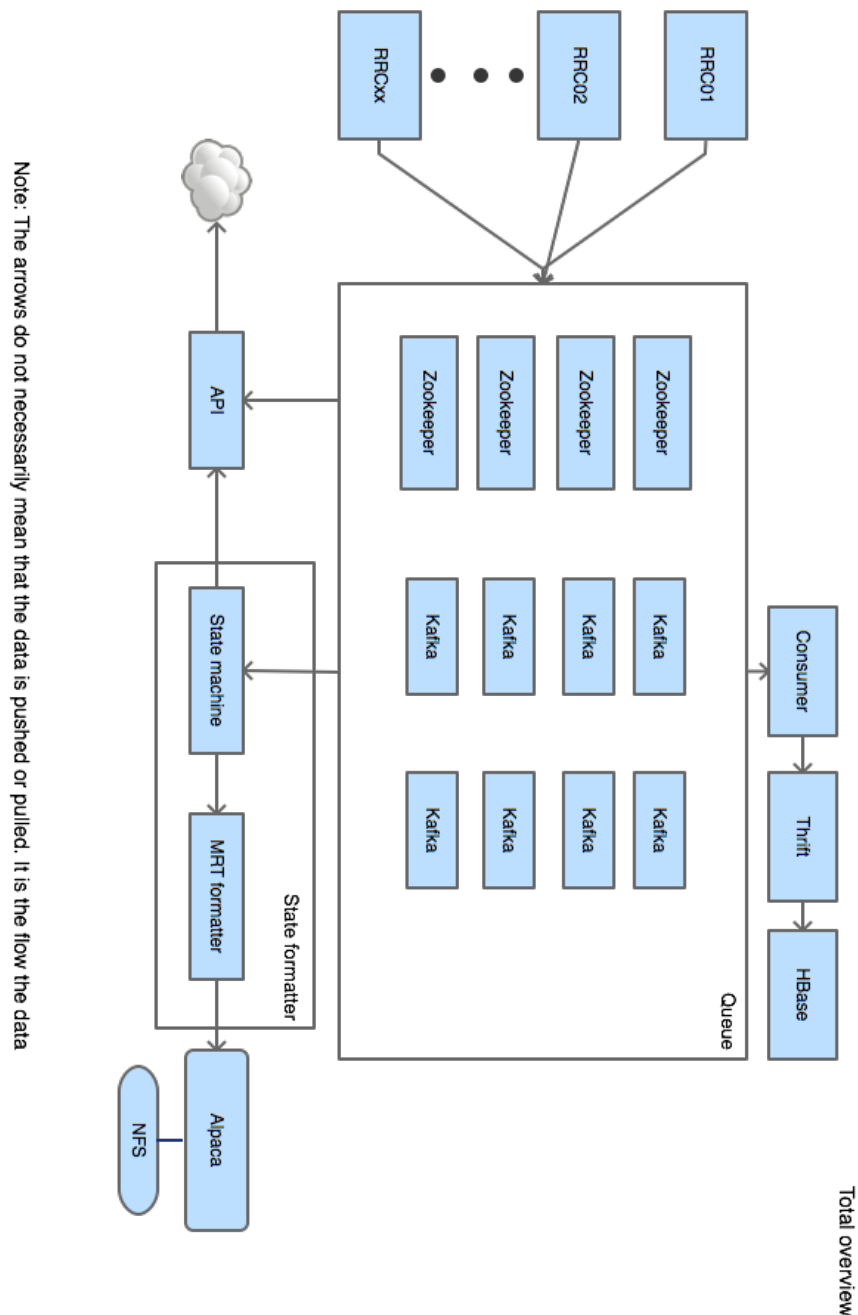 Total overview
RRC01
RRC02
RRCxx
Consumer
Thrift
HBase
Queue
Zookeeper
Kafka
Kafka
Zookeeper
Kafka
Kafka
Zookeeper
Kafka
Kafka
Zookeeper
Kafka
Kafka
State formatter
API
State machine
MRT formatter
Alpaca
NFS
Note: The arrows do not necessarily mean that the data is pushed or pulled. It is the flow the data